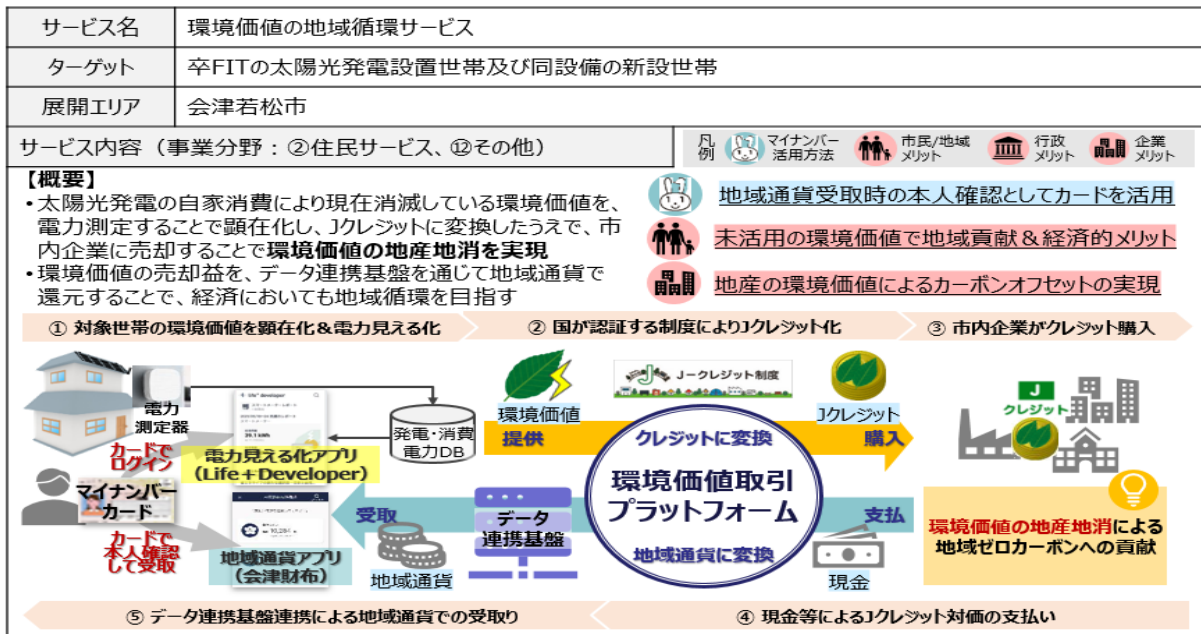 サービス名
環境価値の地域循環サービス
ターゲット
卒FITの太陽光発電設置世帯及び同設備の新設世帯
展開エリア
会津若松市
サービス内容（事業分野：②住民サービス、⑫その他）
凡例
マイナンバー
活用方法
市民/地域
メリット
行政
メリット
企業
メリット
【概要】
・太陽光発電の自家消費により現在消滅している環境価値を、
電力測定することで顕在化し、Jクレジットに変換したうえで、市
内企業に売却することで環境価値の地産地消を実現
・環境価値の売却益を、データ連携基盤を通じて地域通貨で
還元することで、経済においても地域循環を目指す
地域通貨受取時の本人確認としてカードを活用
未活用の環境価値で地域貢献＆経済的メリット
地産の環境価値によるカーボンオフセットの実現
① 対象世帯の環境価値を顕在化＆電力見える化
② 国が認証する制度によりJクレジット化
③ 市内企業がクレジット購入
電力
測定器
発電・消費
電力DB
カードで
ログイン
電力見える化アプリ
（Life＋Developer）
マイナンバー
カード
カードで
本人確認
して受取
地域通貨アプリ
（会津財布）
環境価値
提供
J－クレジット制度
Jクレジット
購入
クレジットに変換
環境価値取引
プラットフォーム
地域通貨に変換
受取
地域通貨
データ
連携基盤
支払
現金
J
クレジット
環境価値の地産地消による
地域ゼロカーボンへの貢献
⑤ データ連携基盤連携による地域通貨での受取り
④ 現金等によるJクレジット対価の支払い